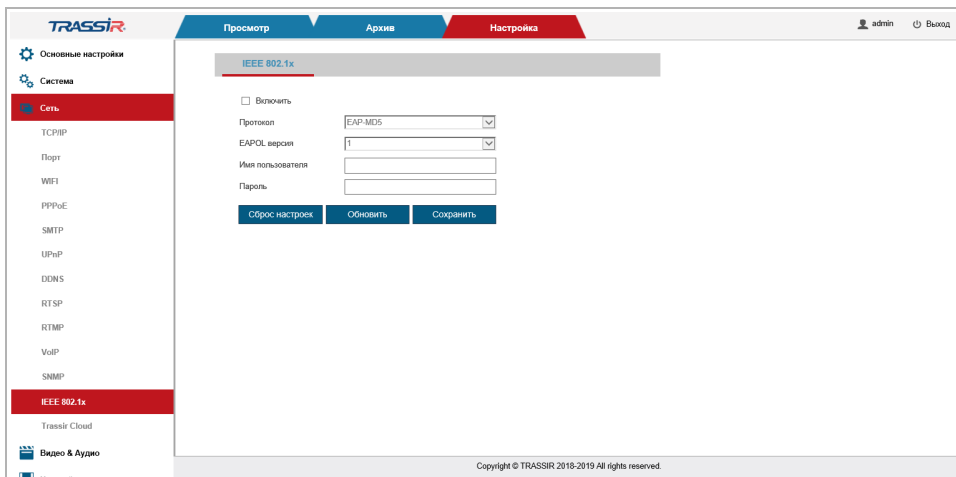 TRASSIR
Просмотр
Архив
Настройка
admin
Выход
Основные настройки
Система
Сеть
TCP/IP
Порт
WIFI
PPPoE
SMTP
UPnP
DDNS
RTSP
RTMP
VoIP
SNMP
IEEE 802.1x
Trassir Cloud
Видео & Аудио
IEEE 802.1x
Включить
Протокол EAP-MD5
EAPOL версия 1
Имя пользователя
Пароль
Сброс настроек Обновить Сохранить
Copyright © TRASSIR 2018-2019 All rights reserved.